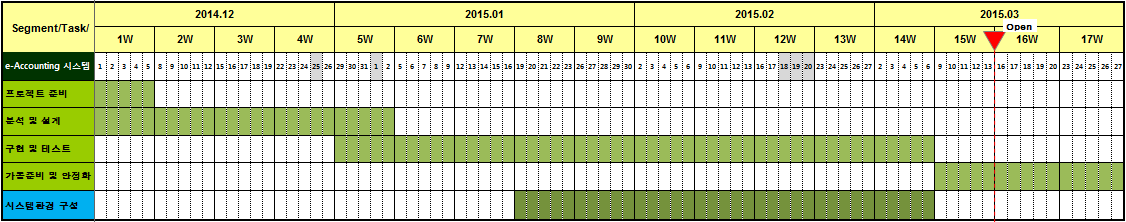 Segment/Task/
2014.12 2015.01 2015.02 2015.03
Open
1W 2W 3W 4W 5W 6W 7W 8W 9W 10W 11W 12W 13W 14W 15W 16W 17W
e-Accounting 시스템 1 2 3 4 5 8 9 10 11 12 15 16 17 18 19 22 23 24 25 26 29 30 31 1 2 5 6 7 8 9 12 13 14 15 16 19 20 21 22 23 26 27 28 29 30 2 3 4 5 6 9 10 11 12 13 16 17 18 19 20 23 24 25 26 27 2 3 4 5 6 9 10 11 12 13 16 17 18 19 20 23 24 25 26 27
프로젝트 준비
분석 및 설계
구현 및 테스트
가동준비 및 안정화
시스템환경 구성